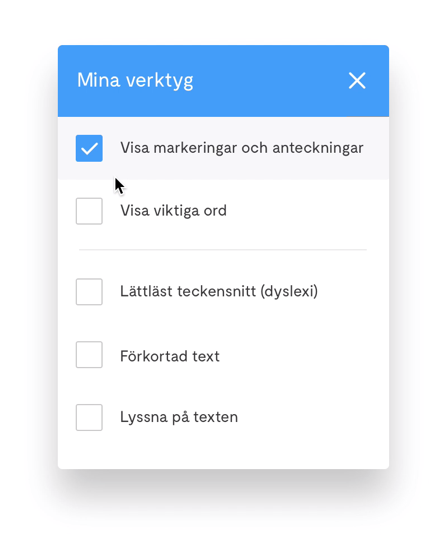 Mina verktyg
Visa markeringar och anteckningar
Visa viktiga ord
Lättläst teckensnitt (dyslexi)
Förkortad text
Lyssna på texten